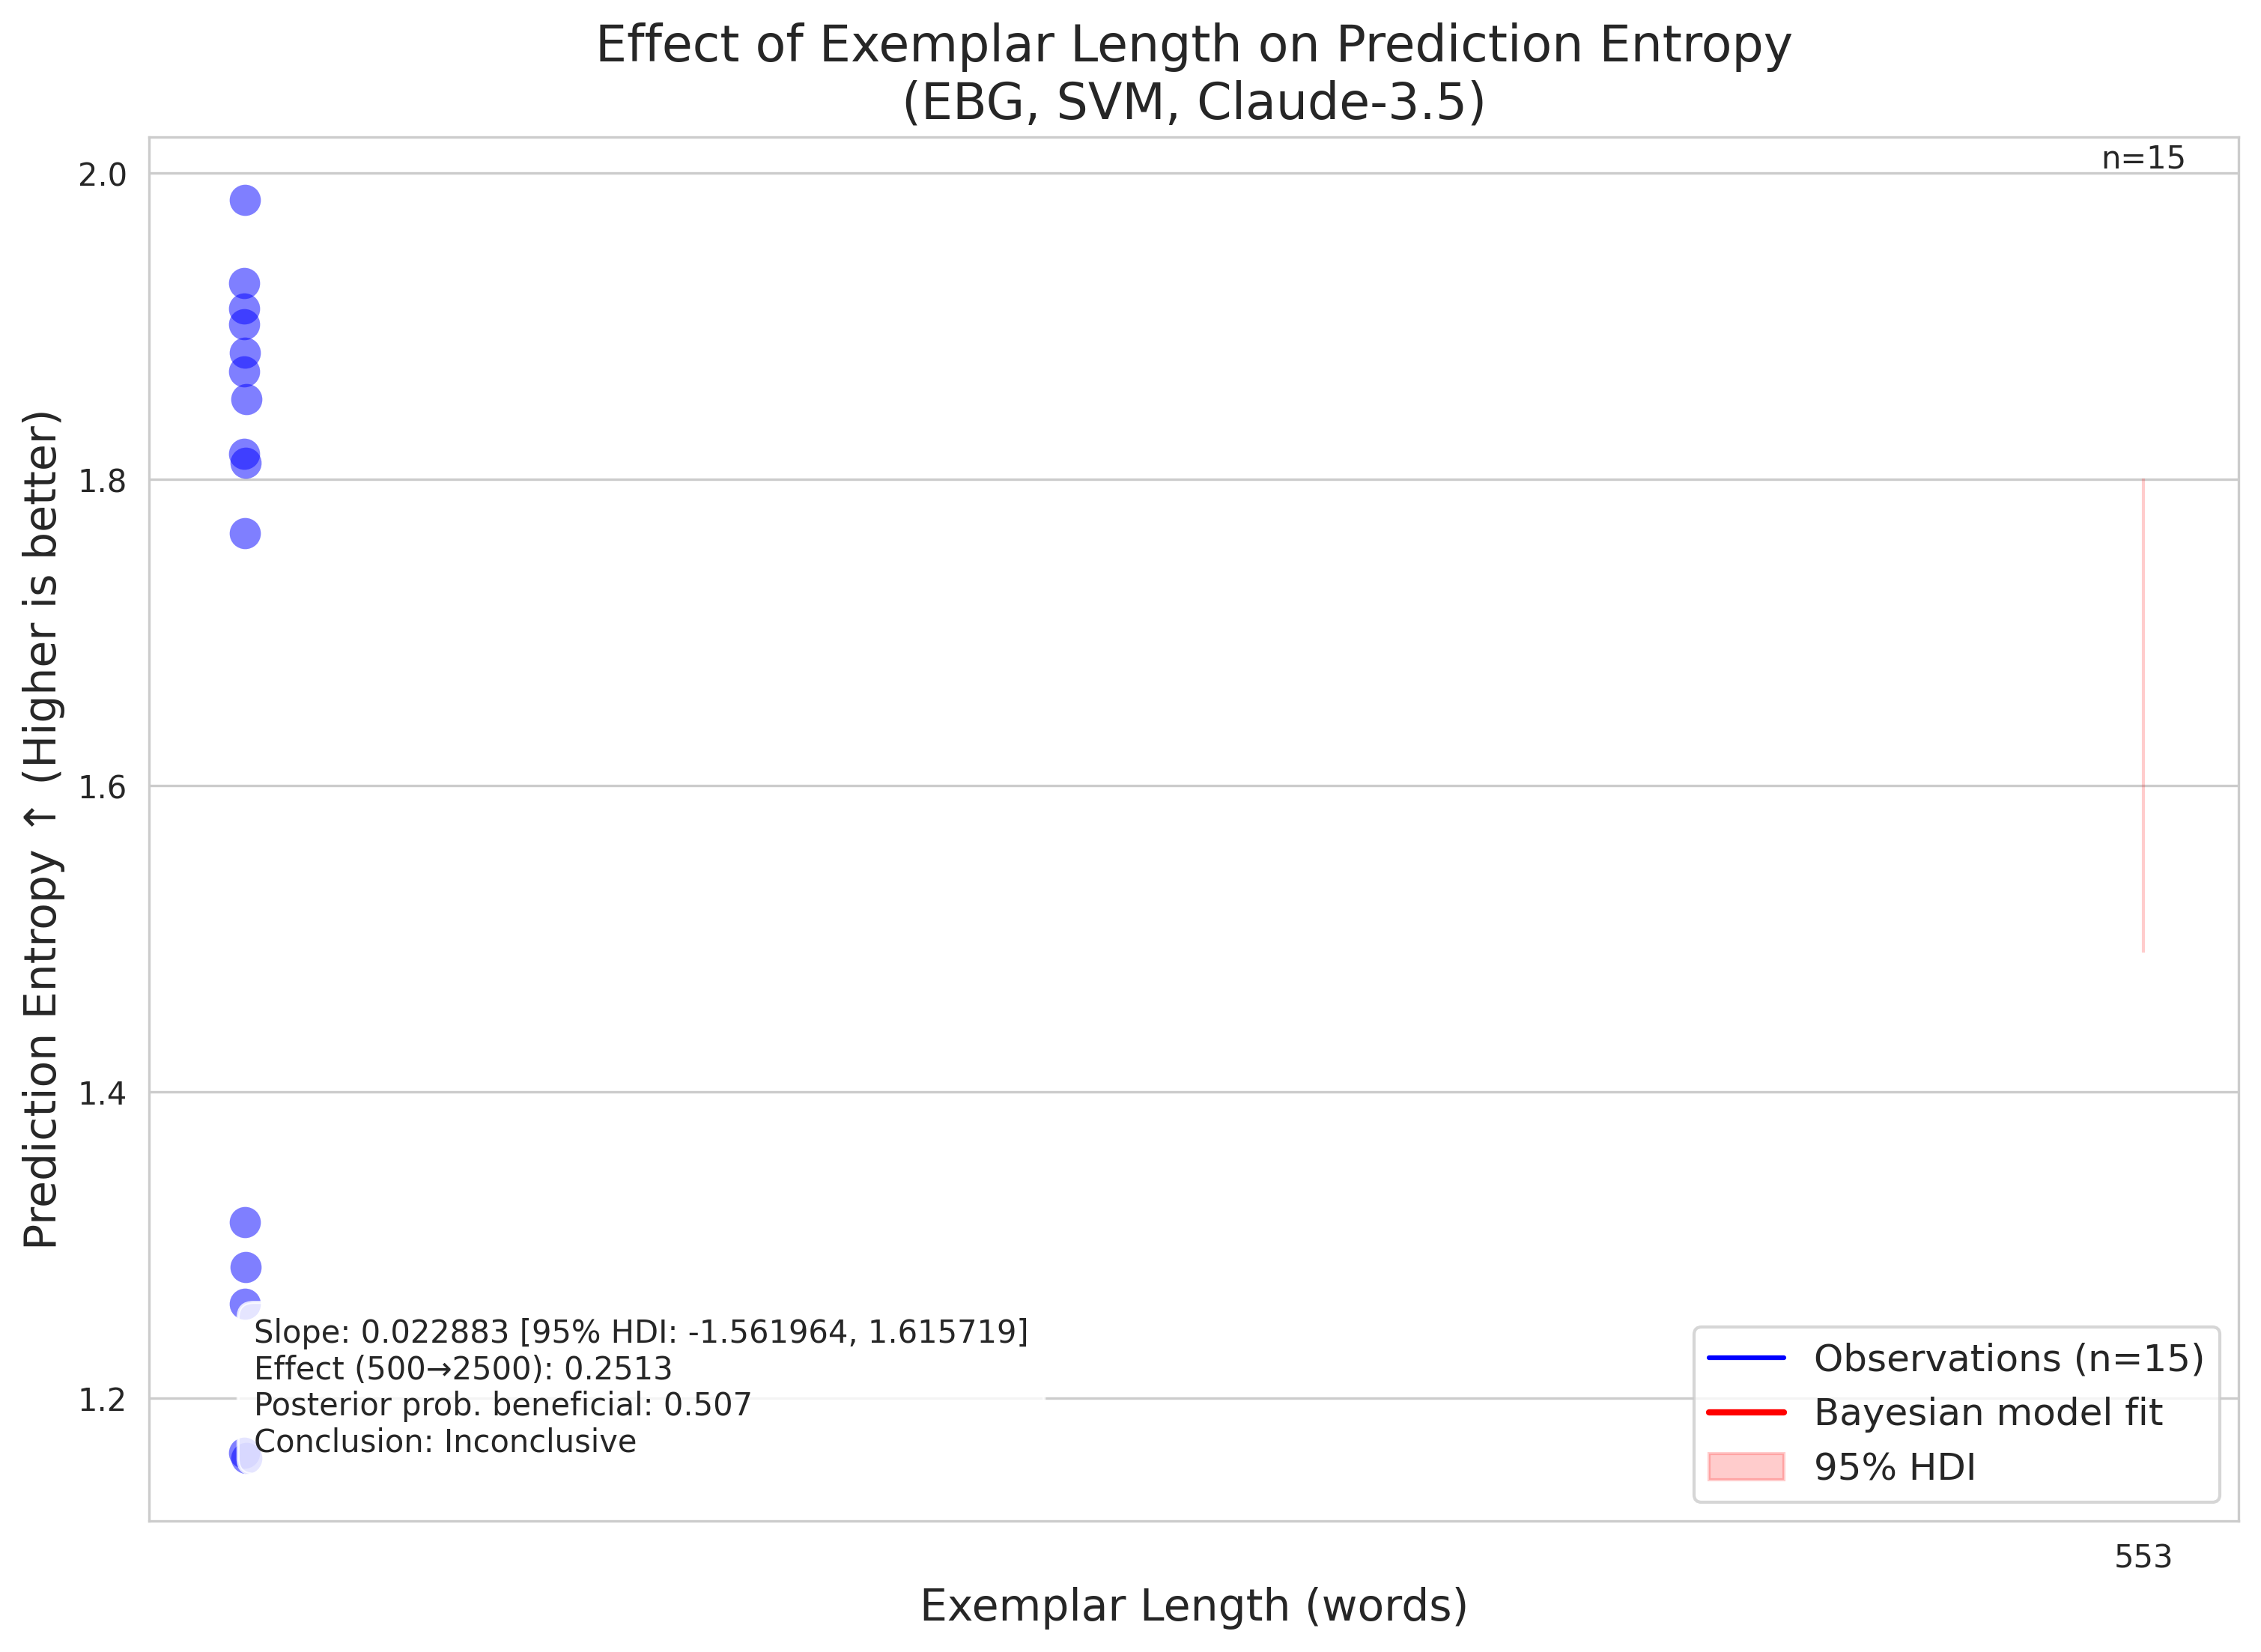 Effect of Exemplar Length on Prediction Entropy
(EBG, SVM, Claude-3.5)
n=15
2.0
1.8
1.6
1.4
1.2
Prediction Entropy ↑ (Higher is better)
Slope: 0.022883 [95% HDI: -1.561964, 1.615719]
Effect (500→2500): 0.2513
Posterior prob. beneficial: 0.507
Conclusion: Inconclusive
Observations (n=15)
Bayesian model fit
95% HDI
553
Exemplar Length (words)